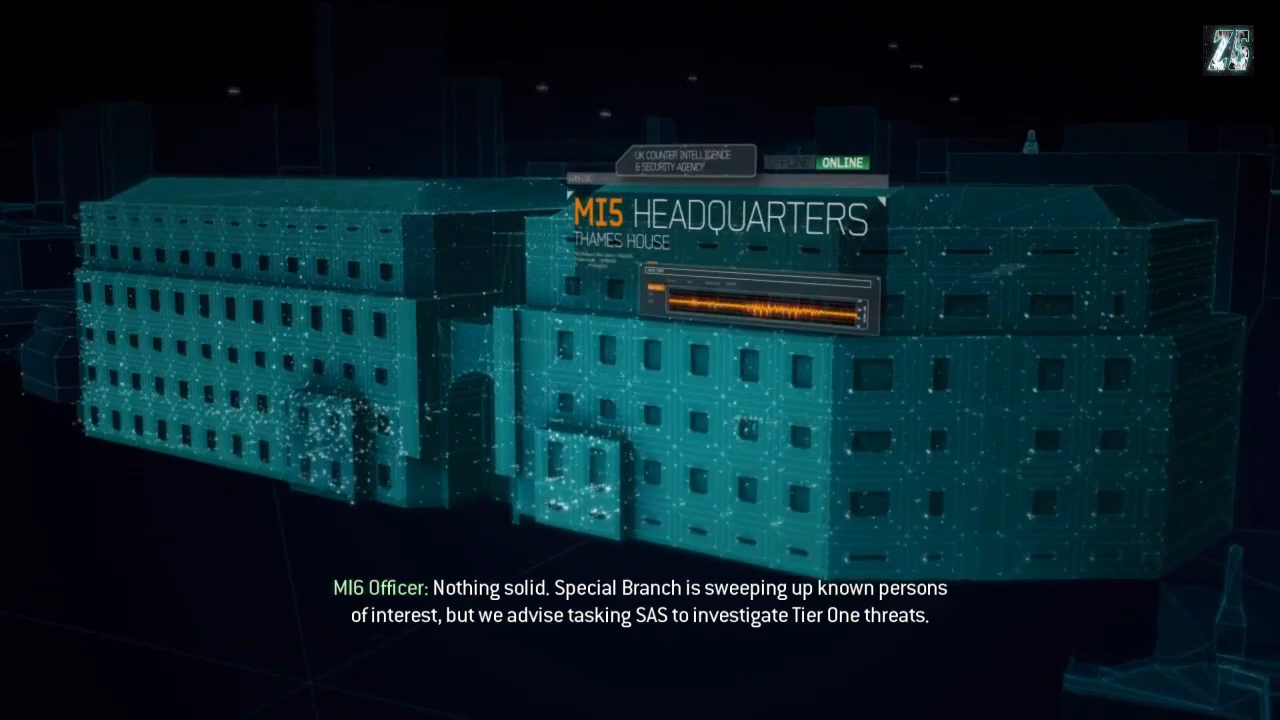 ZG
UK COUNTER INTELLIGENCE
& SECURITY AGENCY
ONLINE
MI5 HEADQUARTERS
THAMES HOUSE
MI6 Officer: Nothing solid. Special Branch is sweeping up known persons
of interest, but we advise tasking SAS to investigate Tier One threats.